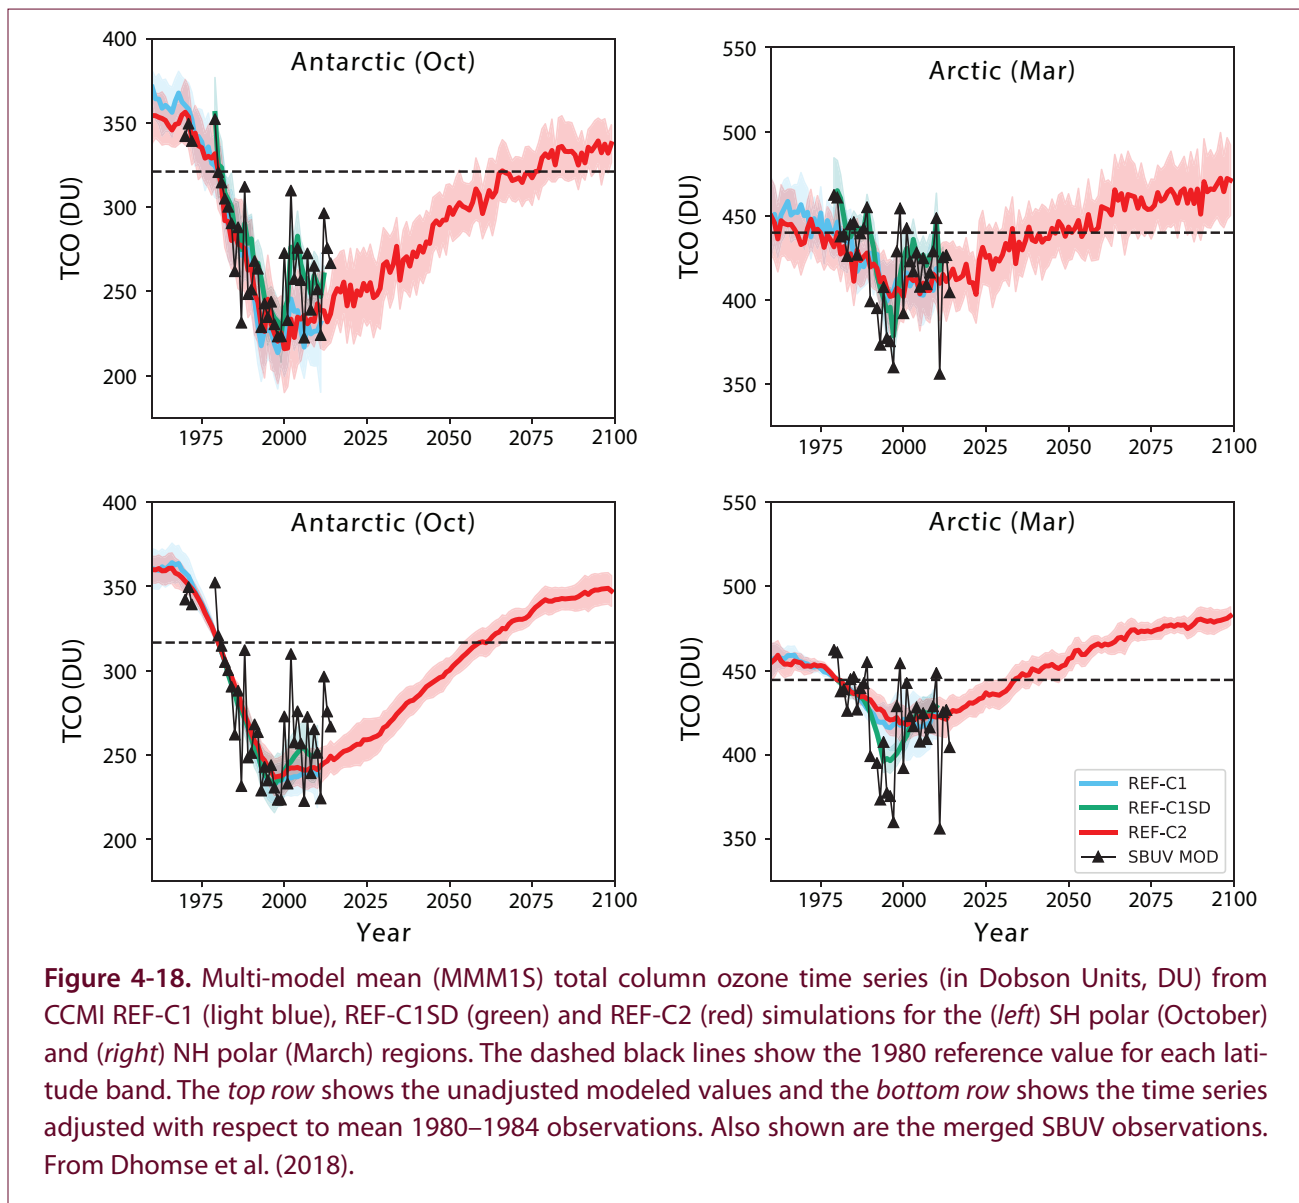 400
350
300
250
200
TCO (DU)
Antarctic (Oct)
1975 2000 2025 2050 2075 2100
550
500
450
400
350
TCO (DU)
Arctic (Mar)
1975 2000 2025 2050 2075 2100
400
350
300
250
200
TCO (DU)
Antarctic (Oct)
1975 2000 2025 2050 2075 2100
Year
550
500
450
400
350
TCO (DU)
Arctic (Mar)
REF-C1
REF-C1SD
REF-C2
SBUV MOD
1975 2000 2025 2050 2075 2100
Year
Figure 4-18. Multi-model mean (MMM1S) total column ozone time series (in Dobson Units, DU) from
CCMI REF-C1 (light blue), REF-C1SD (green) and REF-C2 (red) simulations for the (left) SH polar (October)
and (right) NH polar (March) regions. The dashed black lines show the 1980 reference value for each lati-
tude band. The top row shows the unadjusted modeled values and the bottom row shows the time series
adjusted with respect to mean 1980–1984 observations. Also shown are the merged SBUV observations.
From Dhomse et al. (2018).